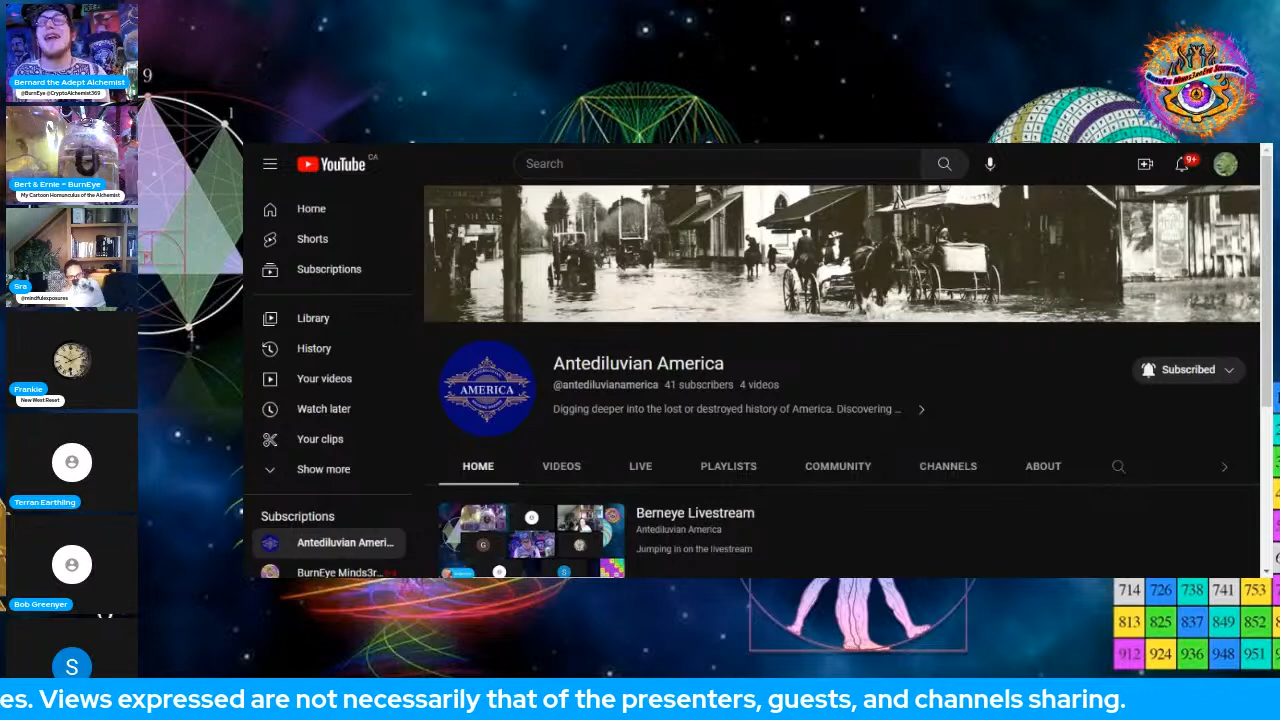 Bernard the Adept Alchemist
@BurnEye @CryptoAlchemist369
Bert & Ernie = BurnEye
My Cartoon Homunculus of the Alchemist
Sra
@mindfulexposures
Frankie
New West Reset
Terran Earthling
Bob Greenyer
S
9
1
4
YouTube CA
Search
9+
Home
Shorts
Subscriptions
Library
History
Your videos
Watch later
Your clips
Show more
Subscriptions
Antediluvian Ameri...
BurnEye Minds3r...
AMERICA
Antediluvian America
@antediluvianamerica 41 subscribers 4 videos
Digging deeper into the lost or destroyed history of America. Discovering ...
Subscribed
HOME VIDEOS LIVE PLAYLISTS COMMUNITY CHANNELS ABOUT
Berneye Livestream
Antediluvian America
Jumping in on the livestream
714 726 738 741 753
813 825 837 849 852
912 924 936 948 951
es. Views expressed are not necessarily that of the presenters, guests, and channels sharing.